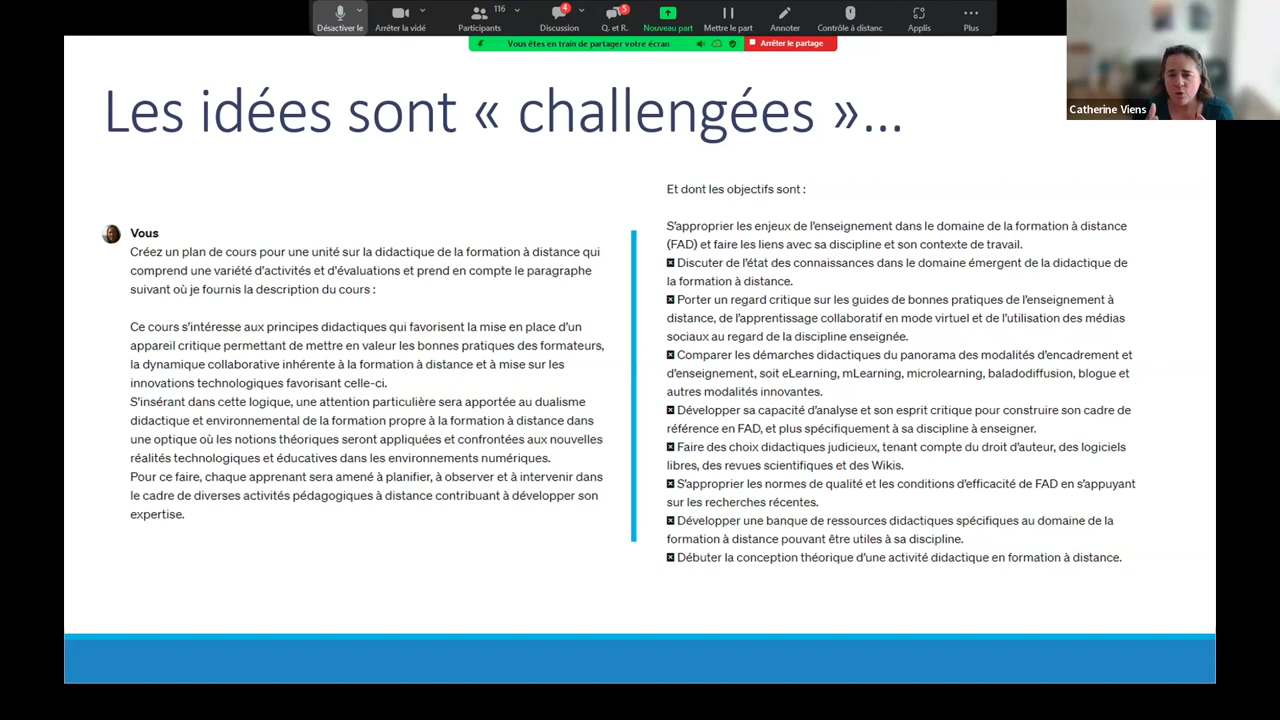 Désactiver le
Arrêter la vidé
116
Participants
4
Discussion
5
Q. et R.
Nouveau part
Mettre le part
Annoter
Contrôle à distanc
Applis
Plus
Vous êtes en train de partager votre écran
Arrêter le partage
Catherine Viens
Les idées sont « challengées »...
Vous
Créez un plan de cours pour une unité sur la didactique de la formation à distance qui
comprend une variété d'activités et d'évaluations et prend en compte le paragraphe
suivant où je fournis la description du cours :
Ce cours s'intéresse aux principes didactiques qui favorisent la mise en place d'un
appareil critique permettant de mettre en valeur les bonnes pratiques des formateurs,
la dynamique collaborative inhérente à la formation à distance et à mise sur les
innovations technologiques favorisant celle-ci.
S'insérant dans cette logique, une attention particulière sera apportée au dualisme
didactique et environnemental de la formation propre à la formation à distance dans
une optique où les notions théoriques seront appliquées et confrontées aux nouvelles
réalités technologiques et éducatives dans les environnements numériques.
Pour ce faire, chaque apprenant sera amené à planifier, à observer et à intervenir dans
le cadre de diverses activités pédagogiques à distance contribuant à développer son
expertise.
Et dont les objectifs sont :
S'approprier les enjeux de l'enseignement dans le domaine de la formation à distance
(FAD) et faire les liens avec sa discipline et son contexte de travail.
Discuter de l'état des connaissances dans le domaine émergent de la didactique de
la formation à distance.
Porter un regard critique sur les guides de bonnes pratiques de l'enseignement à
distance, de l'apprentissage collaboratif en mode virtuel et de l'utilisation des médias
sociaux au regard de la discipline enseignée.
Comparer les démarches didactiques du panorama des modalités d'encadrement et
d'enseignement, soit eLearning, mLearning, microlearning, baladodiffusion, blogue et
autres modalités innovantes.
Développer sa capacité d'analyse et son esprit critique pour construire son cadre de
référence en FAD, et plus spécifiquement à sa discipline à enseigner.
Faire des choix didactiques judicieux, tenant compte du droit d'auteur, des logiciels
libres, des revues scientifiques et des Wikis.
S'approprier les normes de qualité et les conditions d'efficacité de FAD en s'appuyant
sur les recherches récentes.
Développer une banque de ressources didactiques spécifiques au domaine de la
formation à distance pouvant être utiles à sa discipline.
Débuter la conception théorique d'une activité didactique en formation à distance.